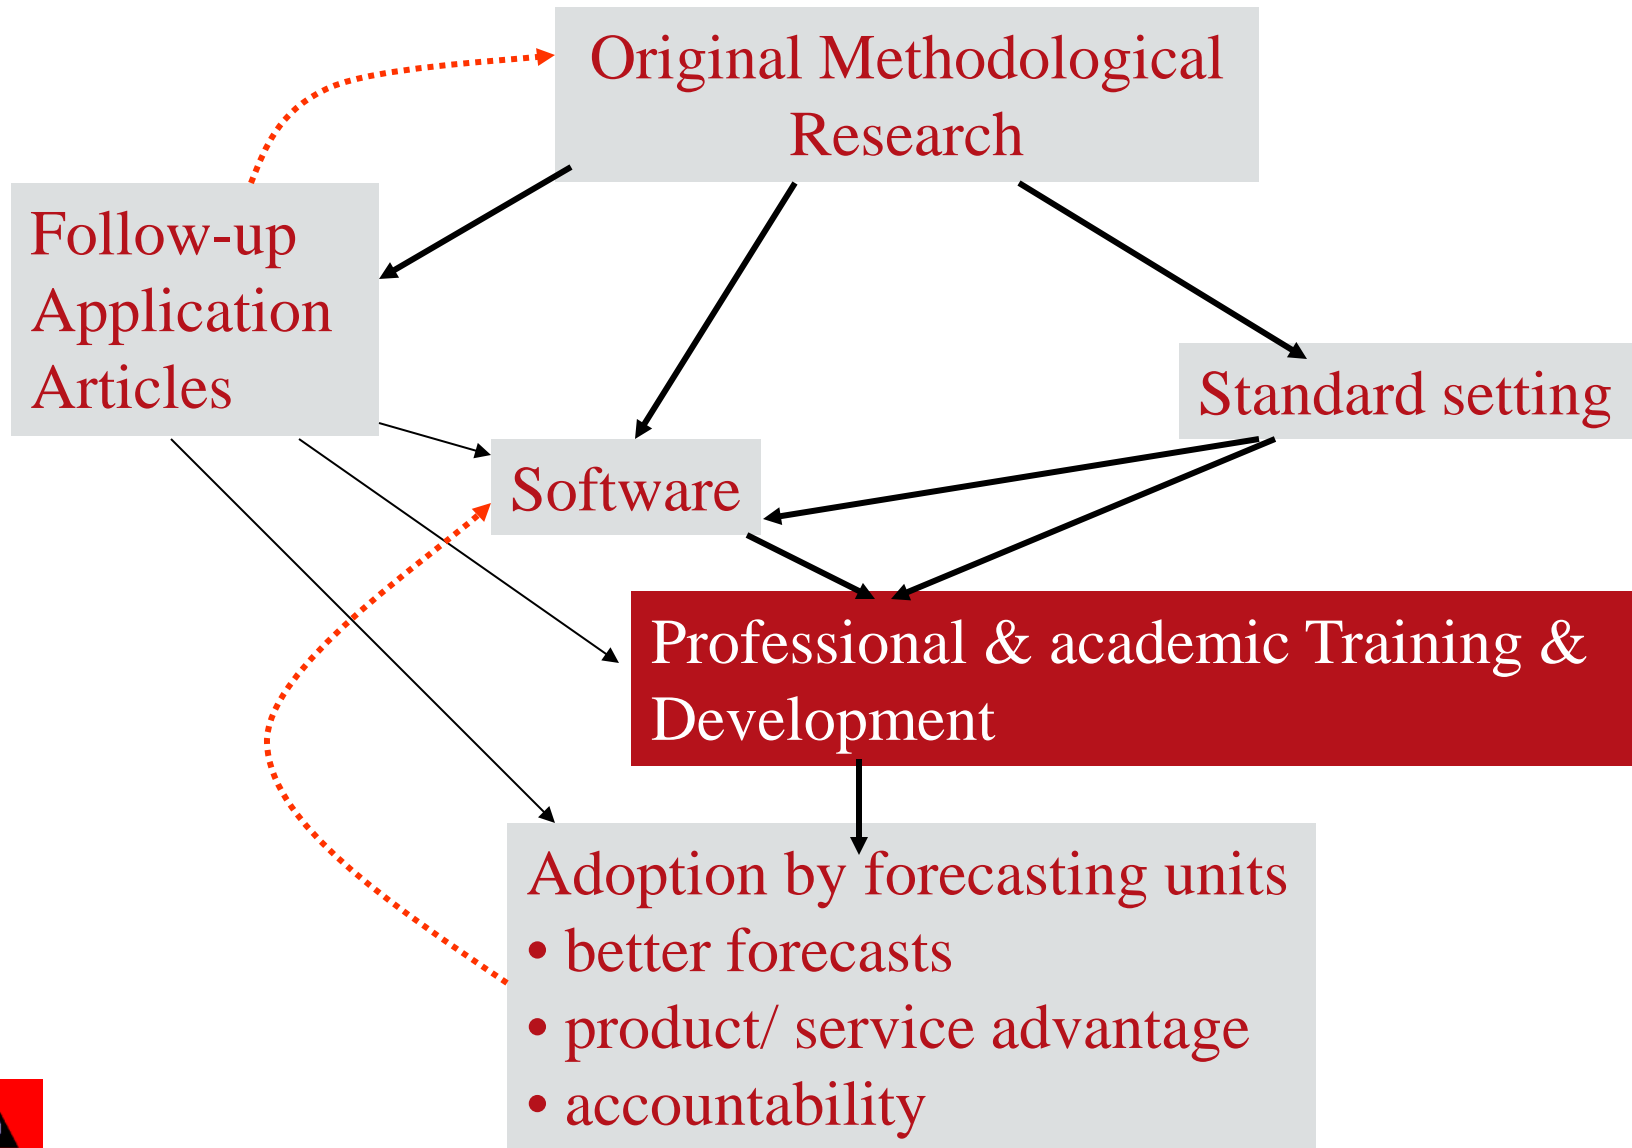 Original Methodological
Research
Follow-up
Application
Articles
Standard setting
Software
Professional & academic Training &
Development
Adoption by forecasting units
• better forecasts
• product/ service advantage
• accountability